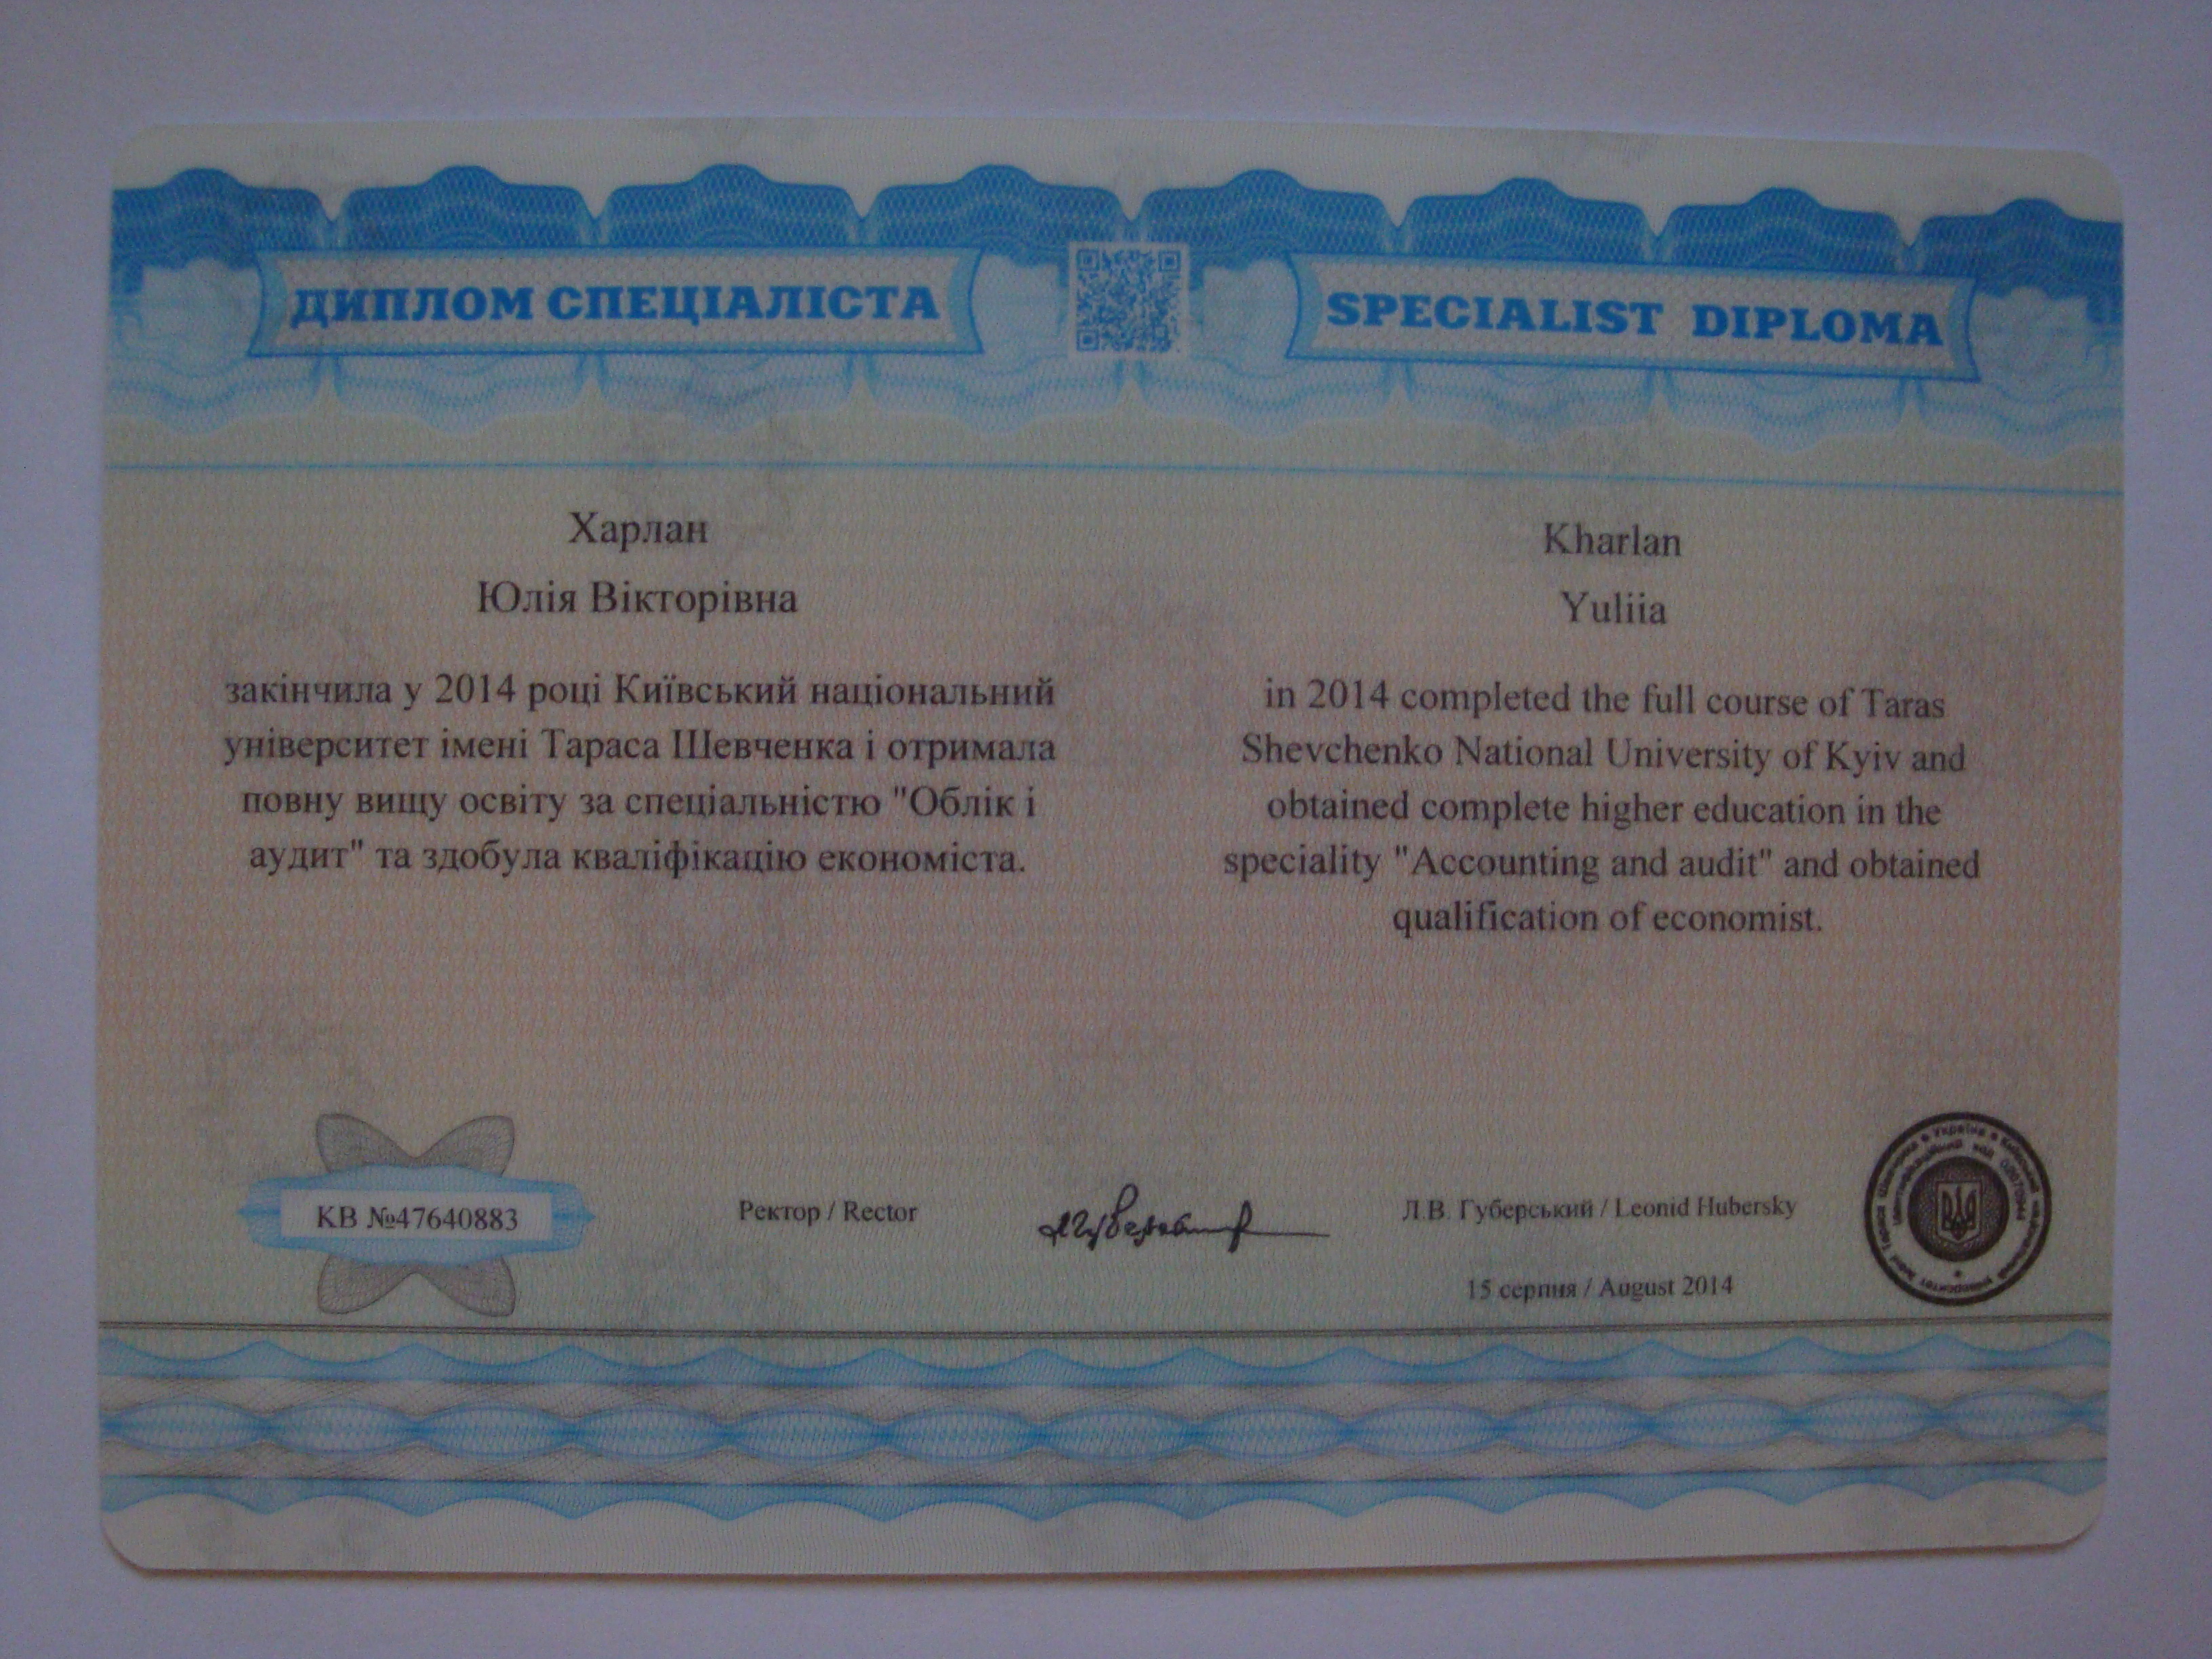 ДИПЛОМ СПЕЦІАЛІСТА
SPECIALIST DIPLOMA
Харлан
Юлія Вікторівна
закінчила у 2014 році Київський національний
університет імені Тараса Шевченка і отримала
повну вищу освіту за спеціальністю "Облік і
аудит" та здобула кваліфікацію економіста.
Kharlan
Yuliia
in 2014 completed the full course of Taras
Shevchenko National University of Kyiv and
obtained complete higher education in the
speciality "Accounting and audit" and obtained
qualification of economist.
КВ №47640883
Ректор / Rector
Л.В. Губерський / Leonid Hubersky
15 серпня / August 2014
Україна